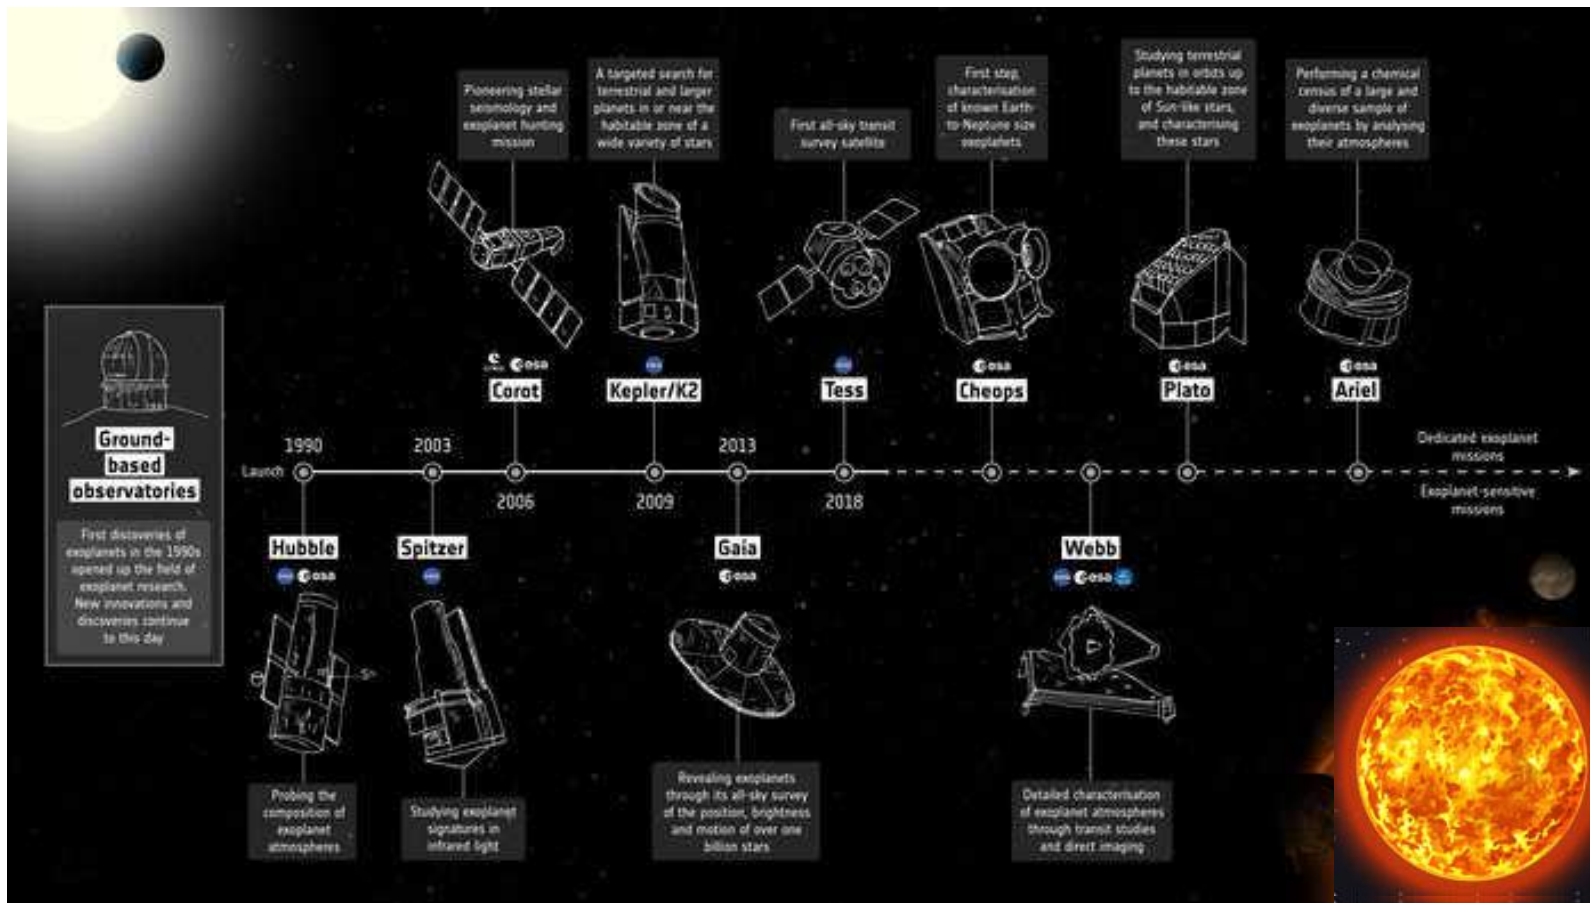 Pioneering stellar
seismology and
exoplanet hunting
mission
A targeted search for
terrestrial and larger
planets in or near the
habitable zone of a
wide variety of stars
First all-sky transit
survey satellite
First step
characterisation
of known Earth-
to-Neptune size
exoplanets
Studying terrestrial
planets in orbits up
to the habitable zone
of Sun-like stars,
and characterising
these stars
Performing a chemical
census of a large and
diverse sample of
exoplanets by analysing
their atmospheres
esa
Corot
Kepler/K2
Tess
esa
Cheops
esa
Plato
esa
Ariel
Ground-
based
observatories
First discoveries of
exoplanets in the 1990s
opened up the field of
exoplanet research.
New innovations and
discoveries continue
to this day
Launch
1990
2003
2006
2009
2013
2018
Dedicated exoplanet
missions
Exoplanet-sensitive
missions
Hubble
esa
Spitzer
Gaia
esa
Webb
esa
Probing the
composition of
exoplanet
atmospheres
Studying exoplanet
signatures in
infrared light
Revealing exoplanets
through its all-sky survey
of the position, brightness
and motion of over one
billion stars
Detailed characterisation
of exoplanet atmospheres
through transit studies
and direct imaging